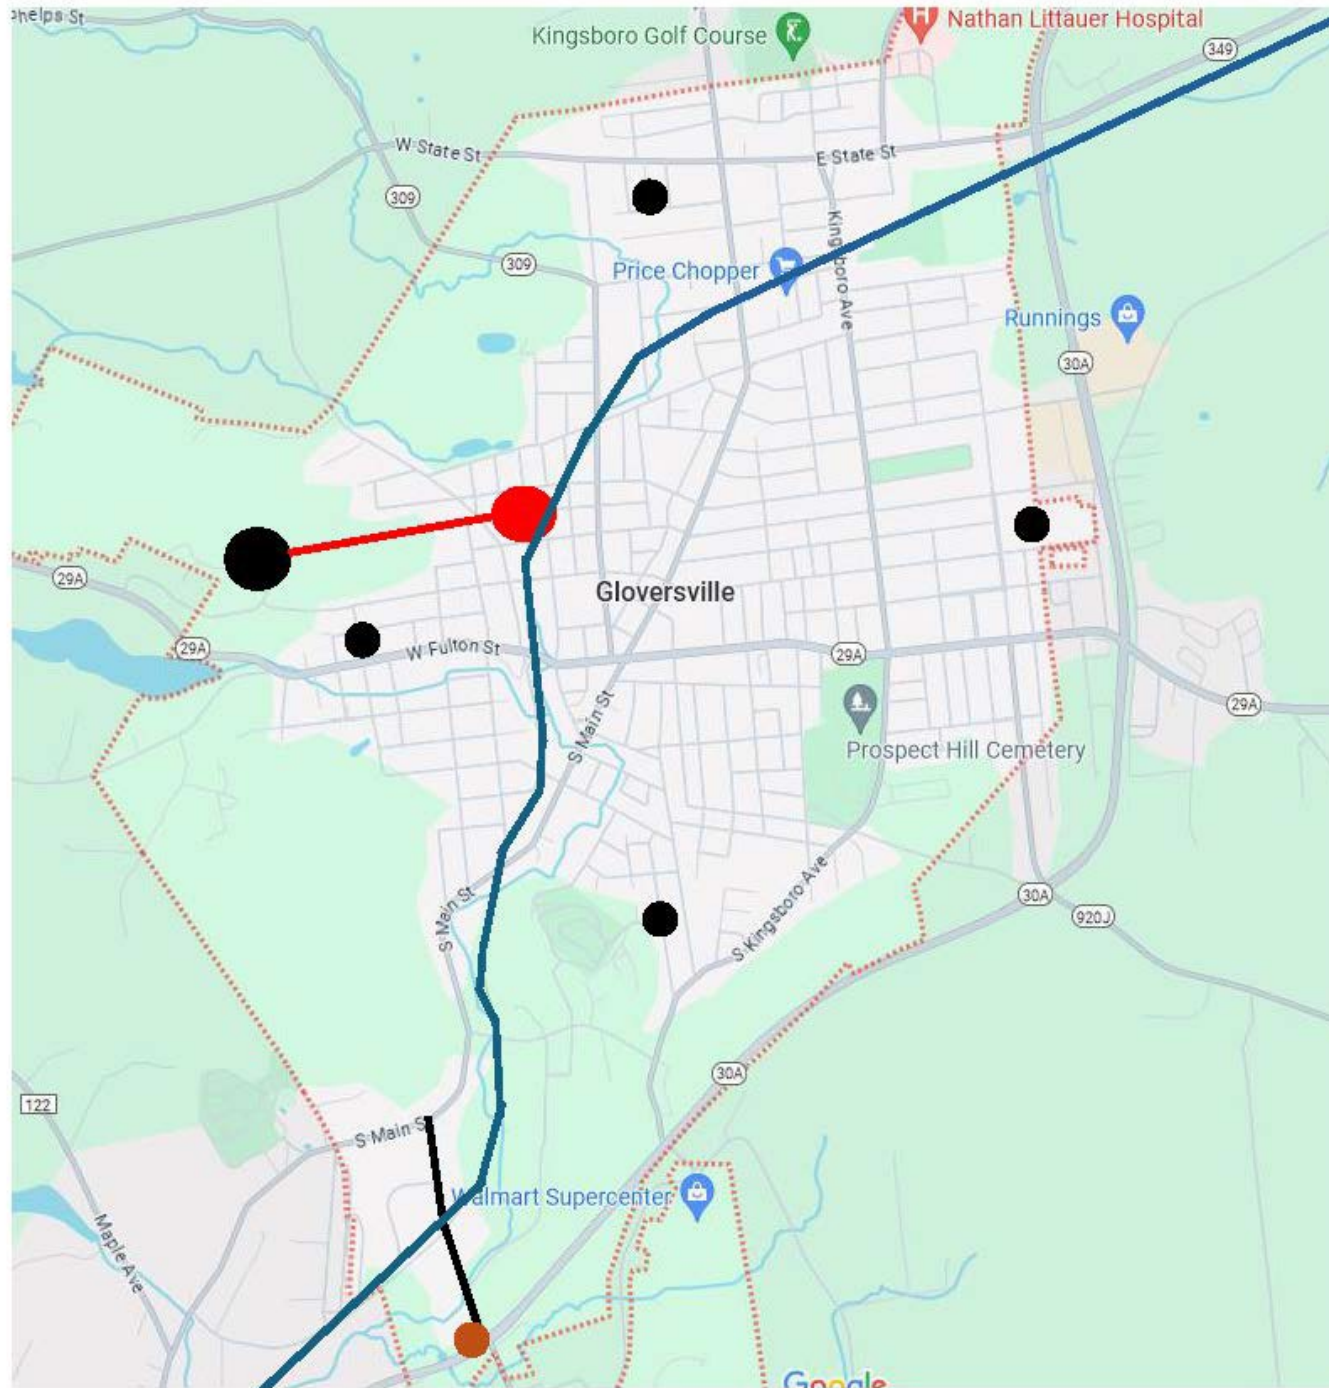 Phelps St
Kingsboro Golf Course
Nathan Littauer Hospital
349
W State St
E State St
309
309
Kingsboro Ave
Price Chopper
Runnings
30A
Gloversville
29A
29A
W Fulton St
29A
29A
S Main St
Prospect Hill Cemetery
S Main St
S Kingsboro Ave
30A
920J
30A
122
S Main St
Walmart Supercenter
Maple Ave
Google